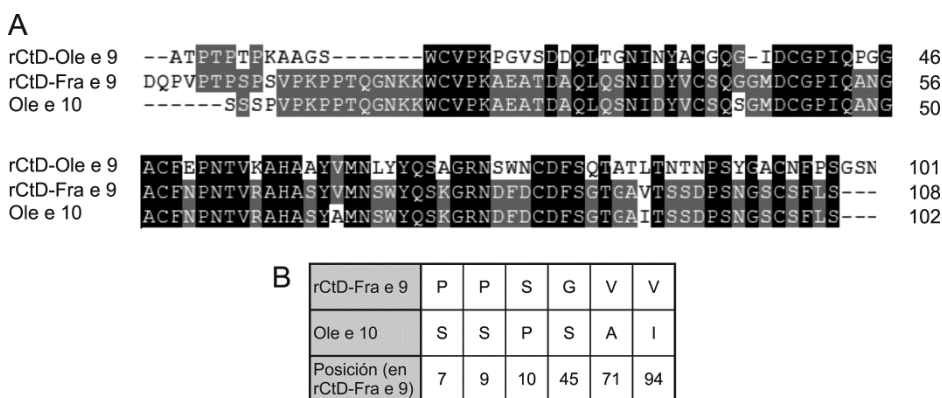 A
rCtD-Ole e 9 --ATPTPTPKAAGS-------WCVPKPGVSDDQLTGNINYACGQG-IDCGPIQPGG 46
rCtD-Fra e 9 DQPVPTPSPSVPKPPTQGNKKWCVPKAEATDAQLQSNIDYVCSQGGMDCGPIQANG 56
Ole e 10 ------SSSPVPKPPTQGNKKWCVPKAEATDAQLQSNIDYVCSQSGMDCGPIQANG 50
rCtD-Ole e 9 ACFEPNTVKAHAAYVMNLYYQSAGRNSWNCDFSQTATLTNTNPSYGACNFPSGSN 101
rCtD-Fra e 9 ACFNPNTVRAHASYVMNSWYQSKGRNDFDCDFSGTGAVTSSDPSNGSCSFLS--- 108
Ole e 10 ACFNPNTVRAHASYAMNSWYQSKGRNDFDCDFSGTGAITSSDPSNGSCSFLS--- 102
B
rCtD-Fra e 9 P P S G V V
Ole e 10 S S P S A I
Posición (en
rCtD-Fra e 9) 7 9 10 45 71 94